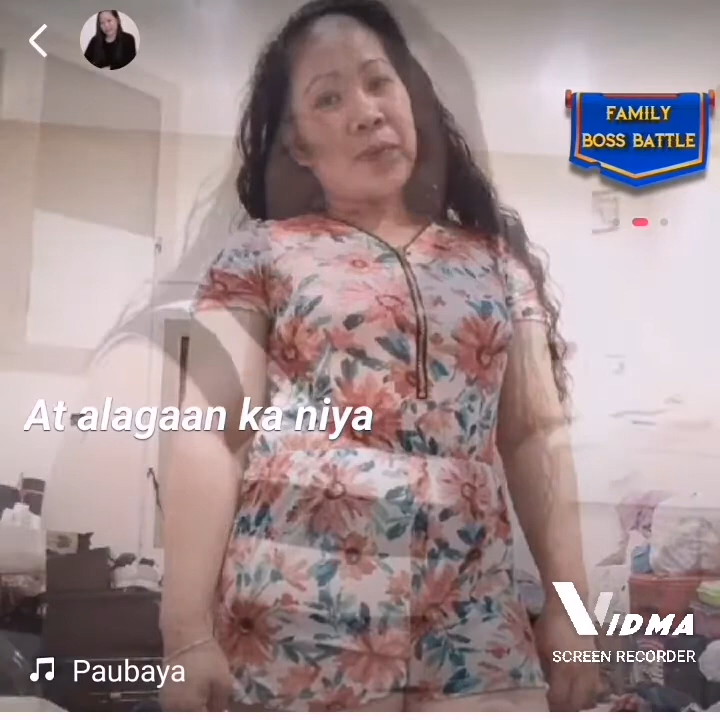 FAMILY
BOSS BATTLE
At alagaan ka niya
VIDMA
SCREEN RECORDER
Paubaya